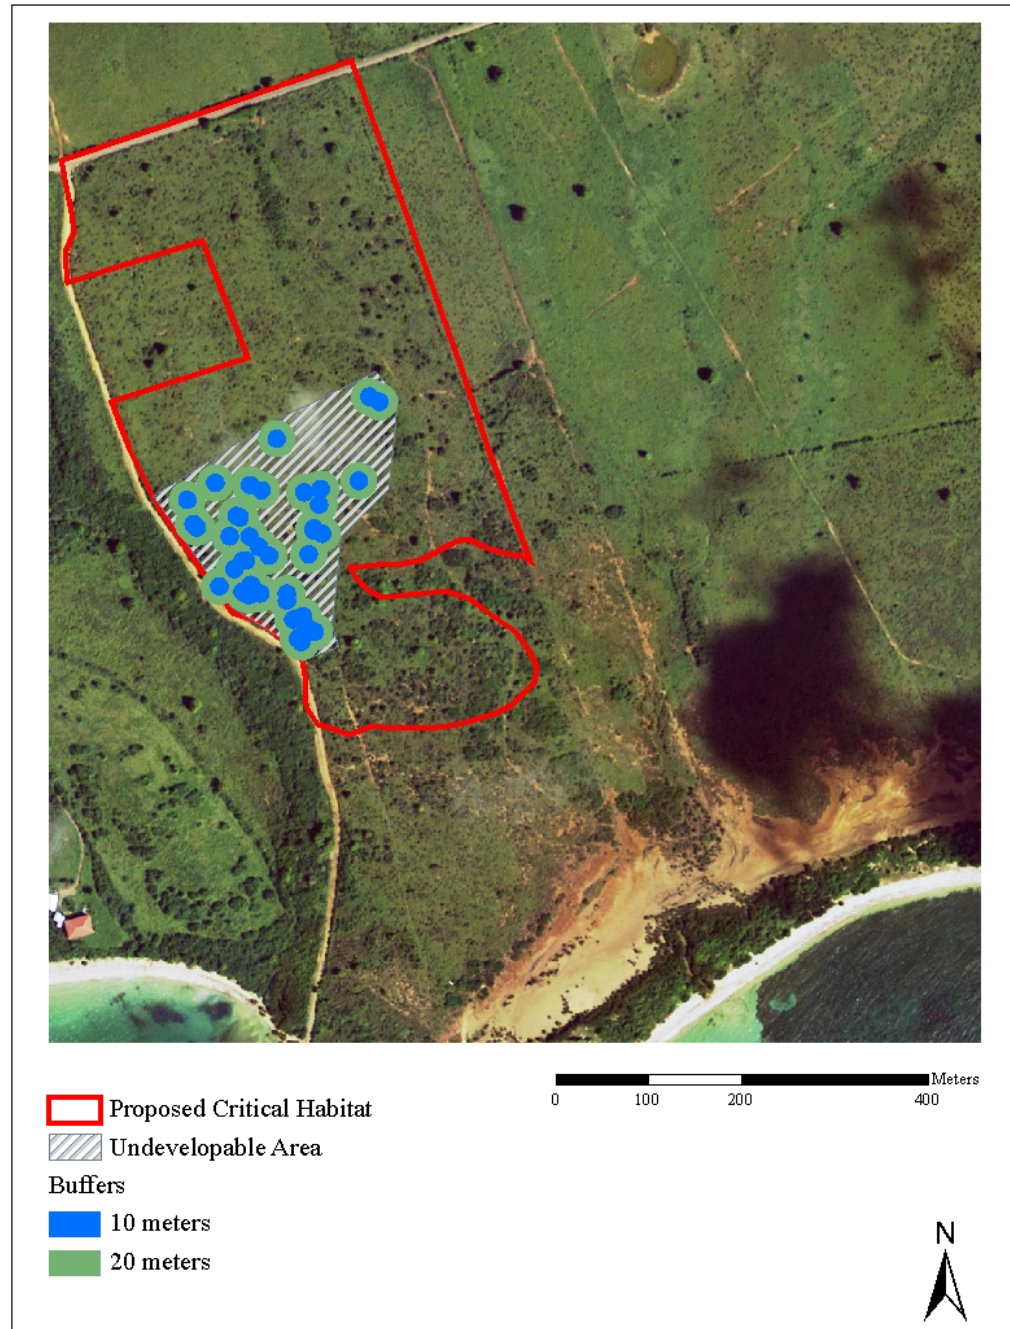 Meters
0 100 200 400
Proposed Critical Habitat
Undevelopable Area
Buffers
10 meters
20 meters
N